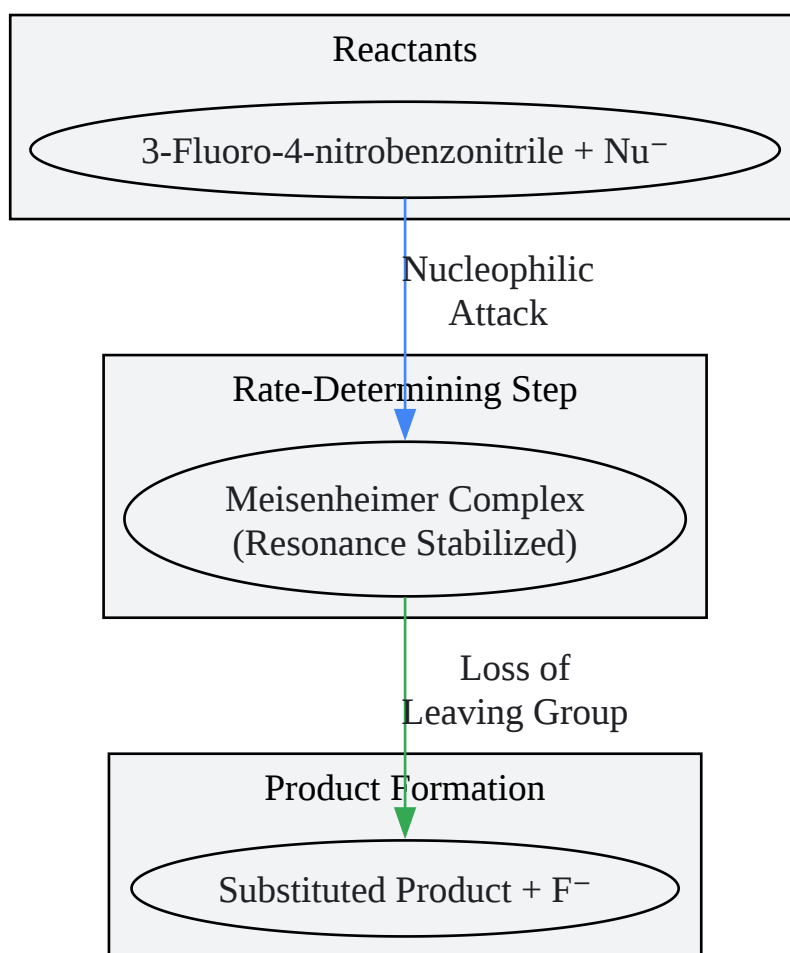 Reactants
3-Fluoro-4-nitrobenzonitrile + Nu⁻
Nucleophilic
Attack
Rate-Determining Step
Meisenheimer Complex
(Resonance Stabilized)
Loss of
Leaving Group
Product Formation
Substituted Product + F⁻